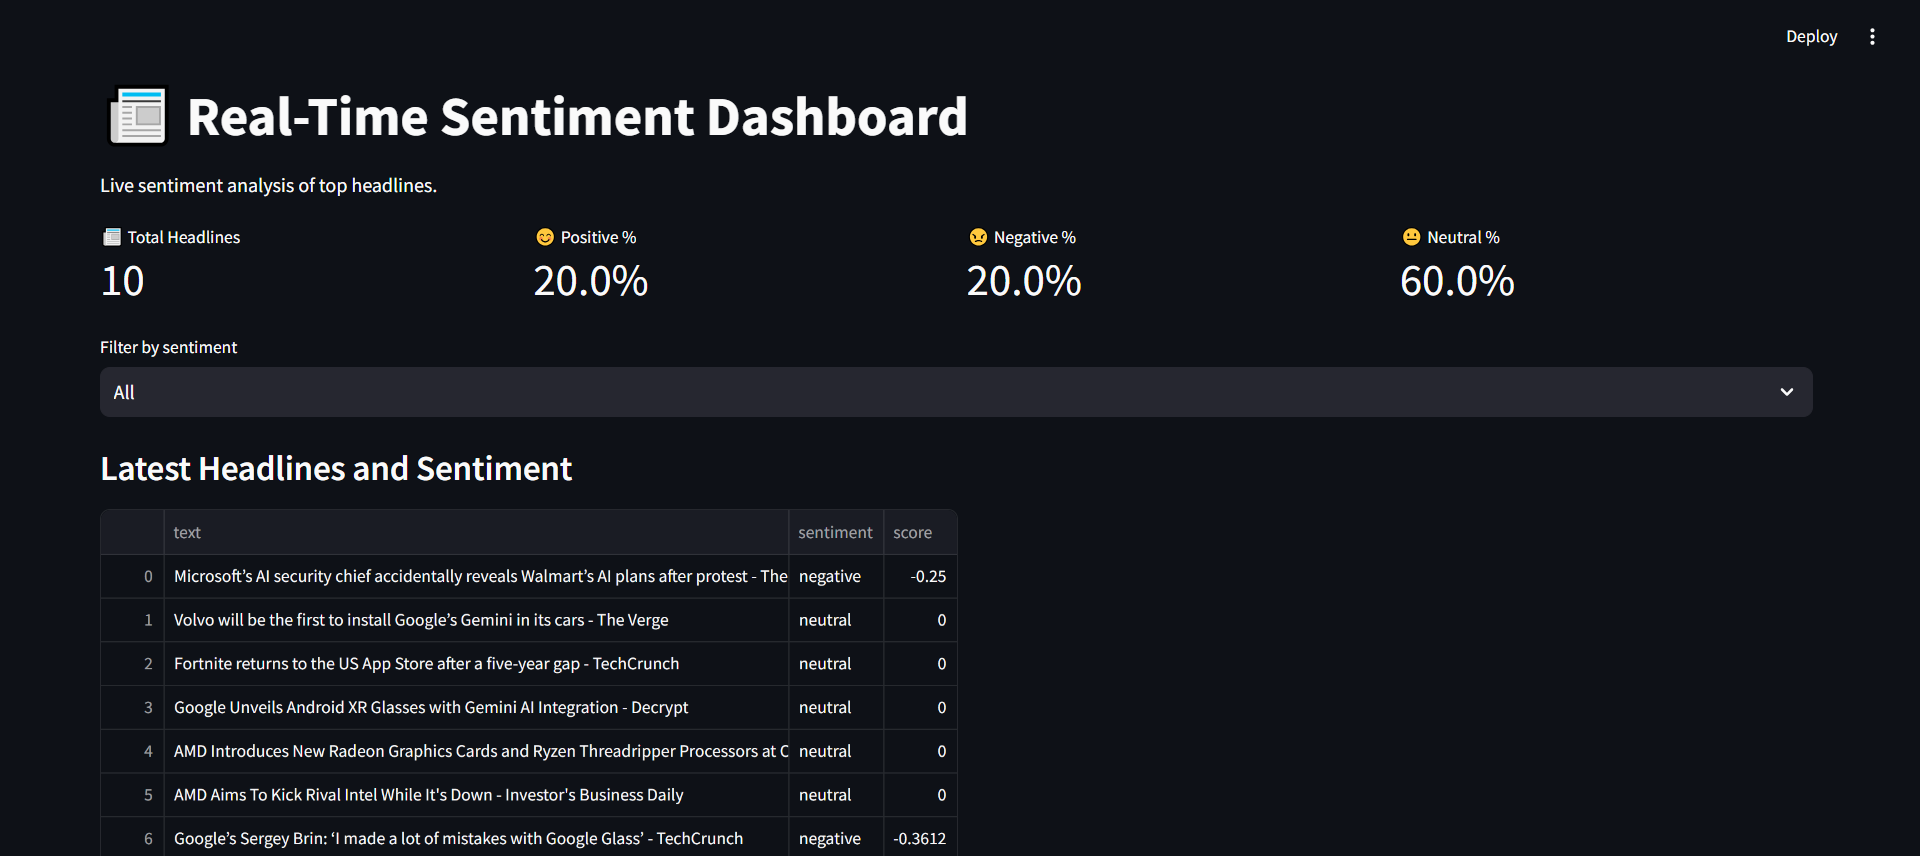 Deploy
Real-Time Sentiment Dashboard
Live sentiment analysis of top headlines.
Total Headlines
10
Positive %
20.0%
Negative %
20.0%
Neutral %
60.0%
Filter by sentiment
All
Latest Headlines and Sentiment
text sentiment score
0 Microsoft’s AI security chief accidentally reveals Walmart’s AI plans after protest - The negative -0.25
1 Volvo will be the first to install Google’s Gemini in its cars - The Verge neutral 0
2 Fortnite returns to the US App Store after a five-year gap - TechCrunch neutral 0
3 Google Unveils Android XR Glasses with Gemini AI Integration - Decrypt neutral 0
4 AMD Introduces New Radeon Graphics Cards and Ryzen Threadripper Processors at C neutral 0
5 AMD Aims To Kick Rival Intel While It's Down - Investor's Business Daily neutral 0
6 Google’s Sergey Brin: ‘I made a lot of mistakes with Google Glass’ - TechCrunch negative -0.3612